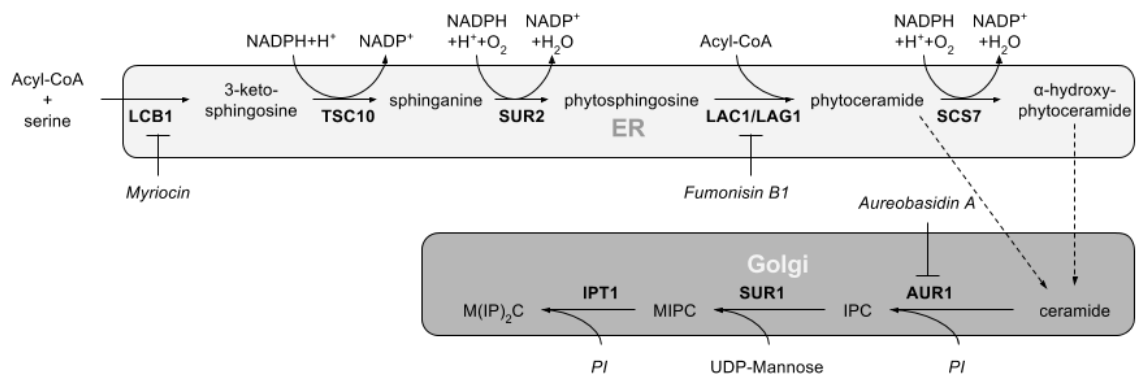 NADPH+H⁺
NADP⁺
NADPH
+H⁺+O₂
NADP⁺
+H₂O
Acyl-CoA
NADPH
+H⁺+O₂
NADP⁺
+H₂O
Acyl-CoA
+
serine
LCB1
3-keto-
sphingosine
TSC10
sphinganine
SUR2
phytosphingosine
ER
LAC1/LAG1
phytoceramide
SCS7
α-hydroxy-
phytoceramide
Myriocin
Fumonisin B1
Aureobasidin A
Golgi
M(IP)₂C
IPT1
MIPC
SUR1
IPC
AUR1
ceramide
PI
UDP-Mannose
PI